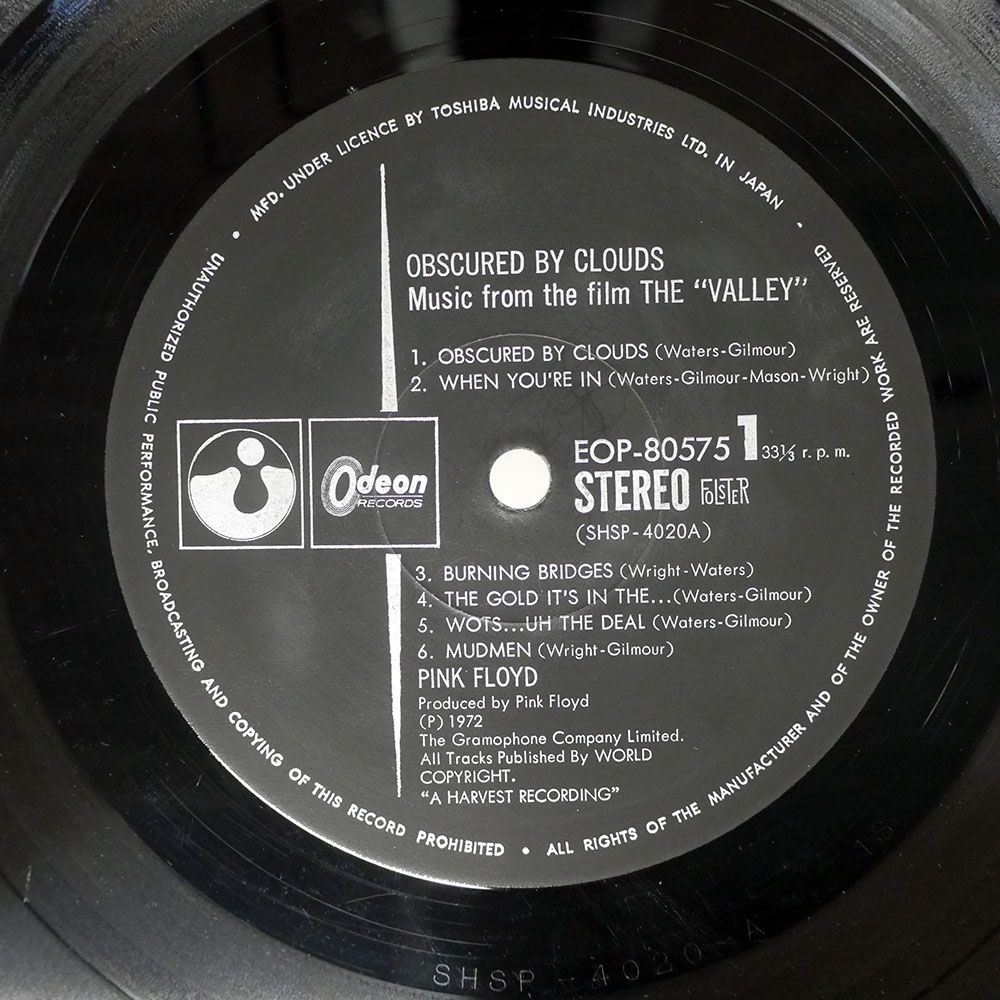 MFD. UNDER LICENCE BY TOSHIBA MUSICAL INDUSTRIES LTD. IN JAPAN •
OBSCURED BY CLOUDS
Music from the film THE “VALLEY”
1. OBSCURED BY CLOUDS (Waters-Gilmour)
2. WHEN YOU'RE IN (Waters-Gilmour-Mason-Wright)
Odeon
RECORDS
EOP-80575 1 33⅓ r. p. m.
STEREO FOLSTER
(SHSP-4020A)
3. BURNING BRIDGES (Wright-Waters)
4. THE GOLD IT'S IN THE...(Waters-Gilmour)
5. WOTS...UH THE DEAL (Waters-Gilmour)
6. MUDMEN (Wright-Gilmour)
PINK FLOYD
Produced by Pink Floyd
(P) 1972
The Gramophone Company Limited.
All Tracks Published By WORLD
COPYRIGHT.
“A HARVEST RECORDING”
• UNAUTHORIZED PUBLIC PERFORMANCE, BROADCASTING AND COPYING OF THIS RECORD PROHIBITED •
ALL RIGHTS OF THE MANUFACTURER AND OF THE OWNER OF THE RECORDED WORK ARE RESERVED
SHSP-4020-A